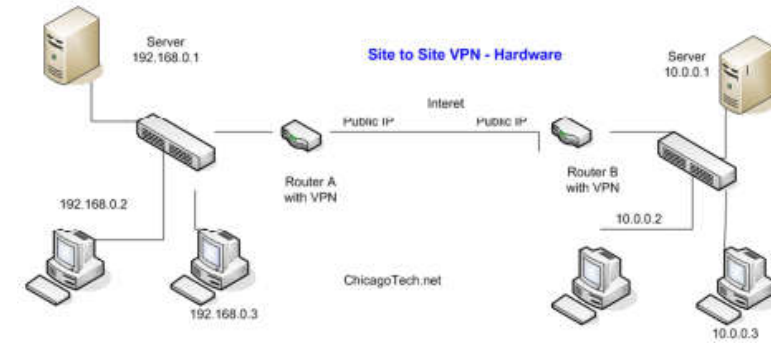 Server
192.168.0.1
Site to Site VPN - Hardware
Server
10.0.0.1
Interet
Public IP
Public IP
Router A
with VPN
Router B
with VPN
192.168.0.2
10.0.0.2
ChicagoTech.net
192.168.0.3
10.0.0.3